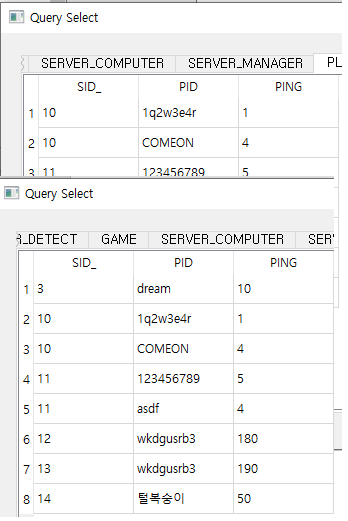 Query Select
SERVER_COMPUTER SERVER_MANAGER PL
SID_ PID PING
1 10 1q2w3e4r 1
2 10 COMEON 4
3 11 123456789 5
Query Select
R_DETECT GAME SERVER_COMPUTER SER
SID_ PID PING
1 3 dream 10
2 10 1q2w3e4r 1
3 10 COMEON 4
4 11 123456789 5
5 11 asdf 4
6 12 wkdgusrb3 180
7 13 wkdgusrb3 190
8 14 털복숭이 50